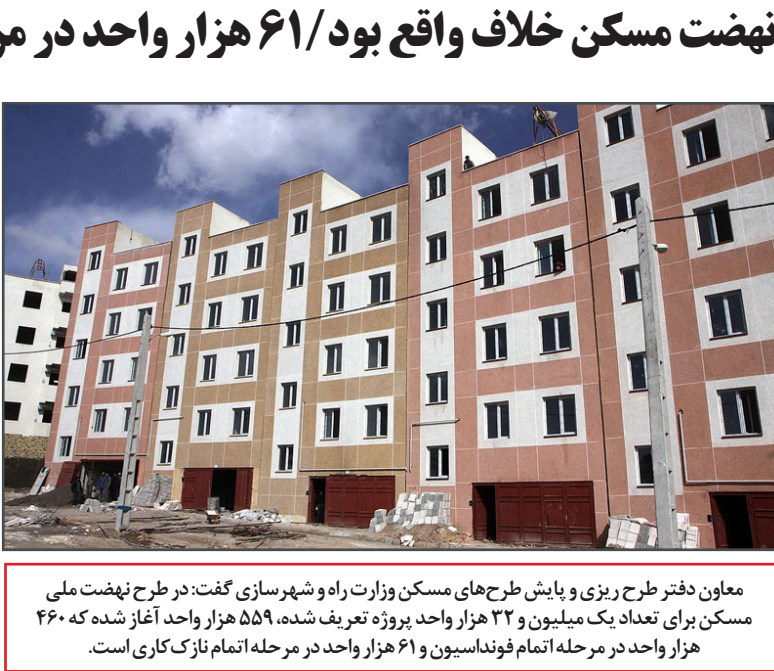 نهضت مسکن خلاف واقع بود/۶۱ هزار واحد در
معاون دفتر طرح ریزی و پایش طرح‌های مسکن وزارت راه و شهرسازی گفت: در طرح نهضت ملی
مسکن برای تعداد یک میلیون و ۳۲ هزار واحد پروژه تعریف شده، ۵۵۹ هزار واحد آغاز شده که ۴۶۰
هزار واحد در مرحله اتمام فونداسیون و ۶۱ هزار واحد در مرحله اتمام نازک‌کاری است.